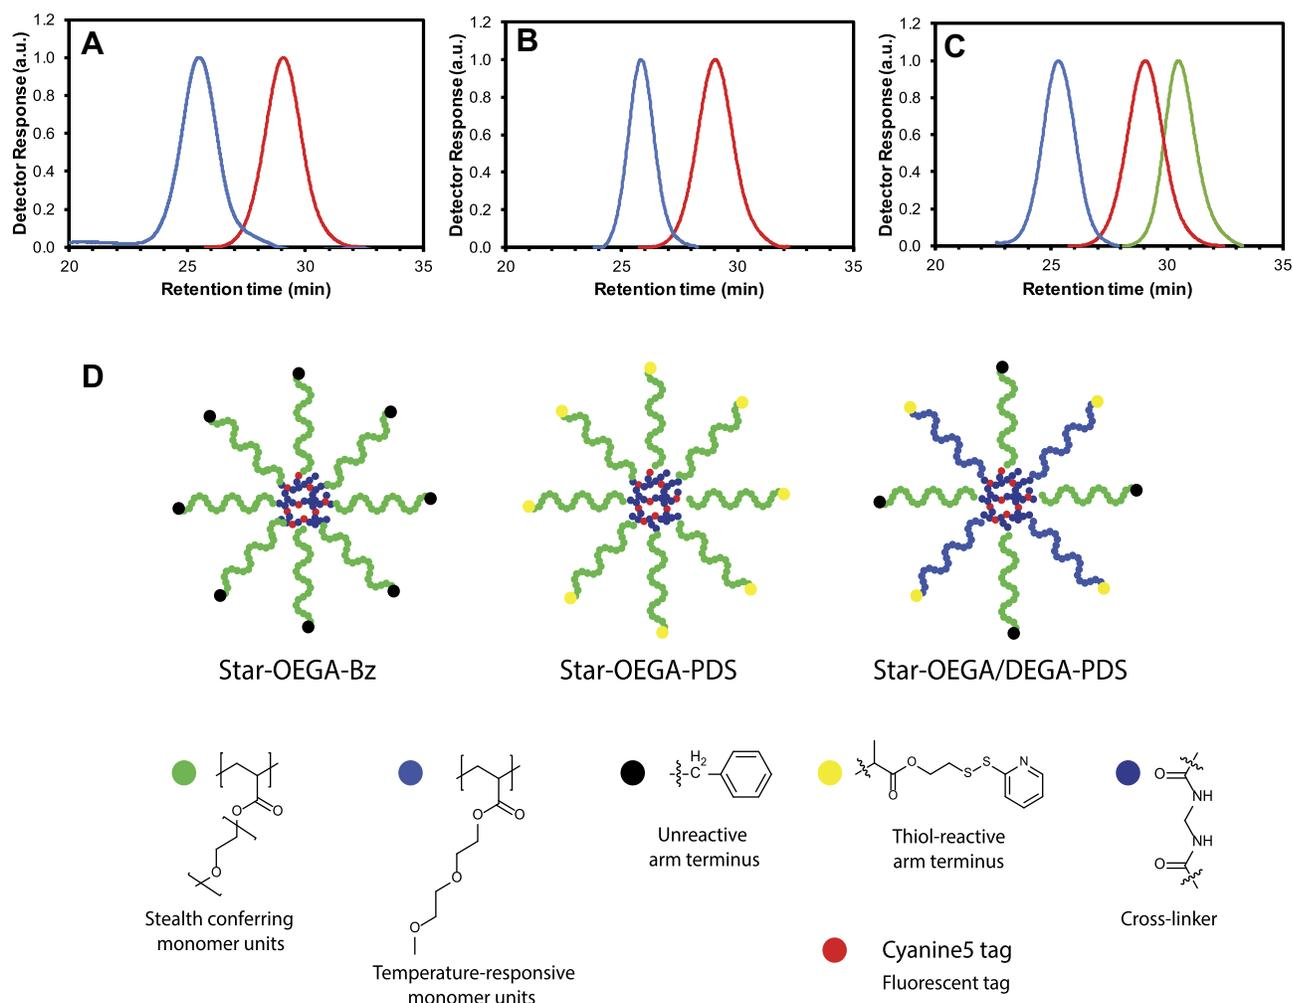 A
1.2
1.0
0.8
0.6
0.4
0.2
0.0
20
25
30
35
Detector Response (a.u.)
Retention time (min)
B
1.2
1.0
0.8
0.6
0.4
0.2
0.0
20
25
30
35
Detector Response (a.u.)
Retention time (min)
C
1.2
1.0
0.8
0.6
0.4
0.2
0.0
20
25
30
35
Detector Response (a.u.)
Retention time (min)
D
Star-OEGA-Bz
Star-OEGA-PDS
Star-OEGA/DEGA-PDS
O
O
O
Stealth conferring
monomer units
O
O
O
O
Temperature-responsive
monomer units
H2
C
Unreactive
arm terminus
O
O
S
S
N
Thiol-reactive
arm terminus
O
NH
NH
O
Cross-linker
Cyanine5 tag
Fluorescent tag